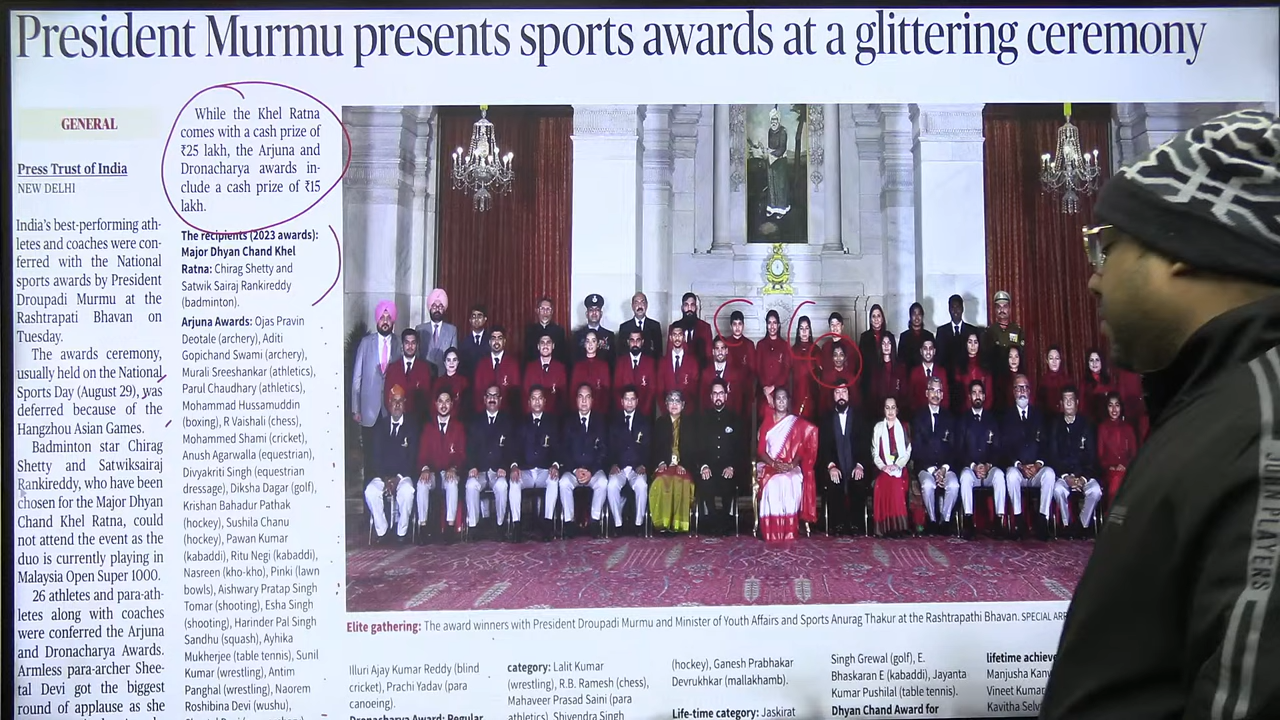 President Murmu presents sports awards at a glittering ceremony
GENERAL
Press Trust of India
NEW DELHI
India's best-performing ath-
letes and coaches were con-
ferred with the National
sports awards by President
Droupadi Murmu at the
Rashtrapati Bhavan on
Tuesday.
The awards ceremony,
usually held on the National
Sports Day (August 29), was
deferred because of the
Hangzhou Asian Games.
Badminton star Chirag
Shetty and Satwiksairaj
Rankireddy, who have been
chosen for the Major Dhyan
Chand Khel Ratna, could
not attend the event as the
duo is currently playing in
Malaysia Open Super 1000.
26 athletes and para-ath-
letes along with coaches
were conferred the Arjuna
and Dronacharya Awards.
Armless para-archer Shee-
tal Devi got the biggest
round of applause as she
While the Khel Ratna
comes with a cash prize of
₹25 lakh, the Arjuna and
Dronacharya awards in-
clude a cash prize of ₹15
lakh.
The recipients (2023 awards):
Major Dhyan Chand Khel
Ratna: Chirag Shetty and
Satwik Sairaj Rankireddy
(badminton).
Arjuna Awards: Ojas Pravin
Deotale (archery), Aditi
Gopichand Swami (archery),
Murali Sreeshankar (athletics),
Parul Chaudhary (athletics),
Mohammad Hussamuddin
(boxing), R Vaishali (chess),
Mohammed Shami (cricket),
Anush Agarwalla (equestrian),
Divyakriti Singh (equestrian
dressage), Diksha Dagar (golf),
Krishan Bahadur Pathak
(hockey), Sushila Chanu
(hockey), Pawan Kumar
(kabaddi), Ritu Negi (kabaddi),
Nasreen (kho-kho), Pinki (lawn
bowls), Aishwary Pratap Singh
Tomar (shooting), Esha Singh
(shooting), Harinder Pal Singh
Sandhu (squash), Ayhika
Mukherjee (table tennis), Sunil
Kumar (wrestling), Antim
Panghal (wrestling), Naorem
Roshibina Devi (wushu),
Elite gathering: The award winners with President Droupadi Murmu and Minister of Youth Affairs and Sports Anurag Thakur at the Rashtrapathi Bhavan. SPECIAL
Illuri Ajay Kumar Reddy (blind
cricket), Prachi Yadav (para
canoeing).
Dronacharya Award: Regular
category: Lalit Kumar
(wrestling), R.B. Ramesh (chess),
Mahaveer Prasad Saini (para
athletics), Shivendra Singh
(hockey), Ganesh Prabhakar
Devrukhkar (mallakhamb).
Life-time category: Jaskirat
Singh Grewal (golf), E.
Bhaskaran E (kabaddi), Jayanta
Kumar Pushilal (table tennis).
Dhyan Chand Award for
lifetime
Manjusha
Vineet Kumar
Kavitha
JOHN PLAYERS